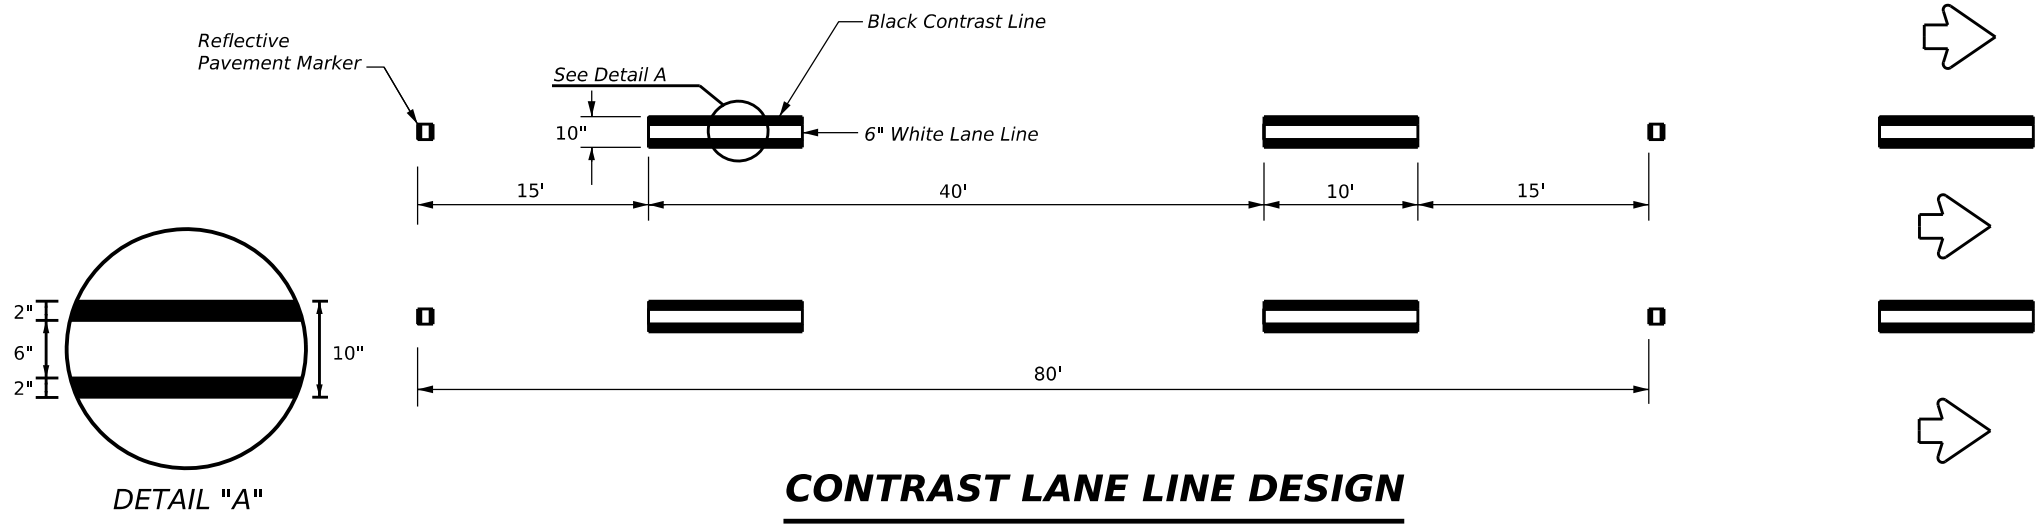 Black Contrast Line
Reflective
Pavement Marker
See Detail A
10"
6" White Lane Line
15'
40'
10'
15'
2"
6"
2"
10"
80'
DETAIL "A"
CONTRAST LANE LINE DESIGN